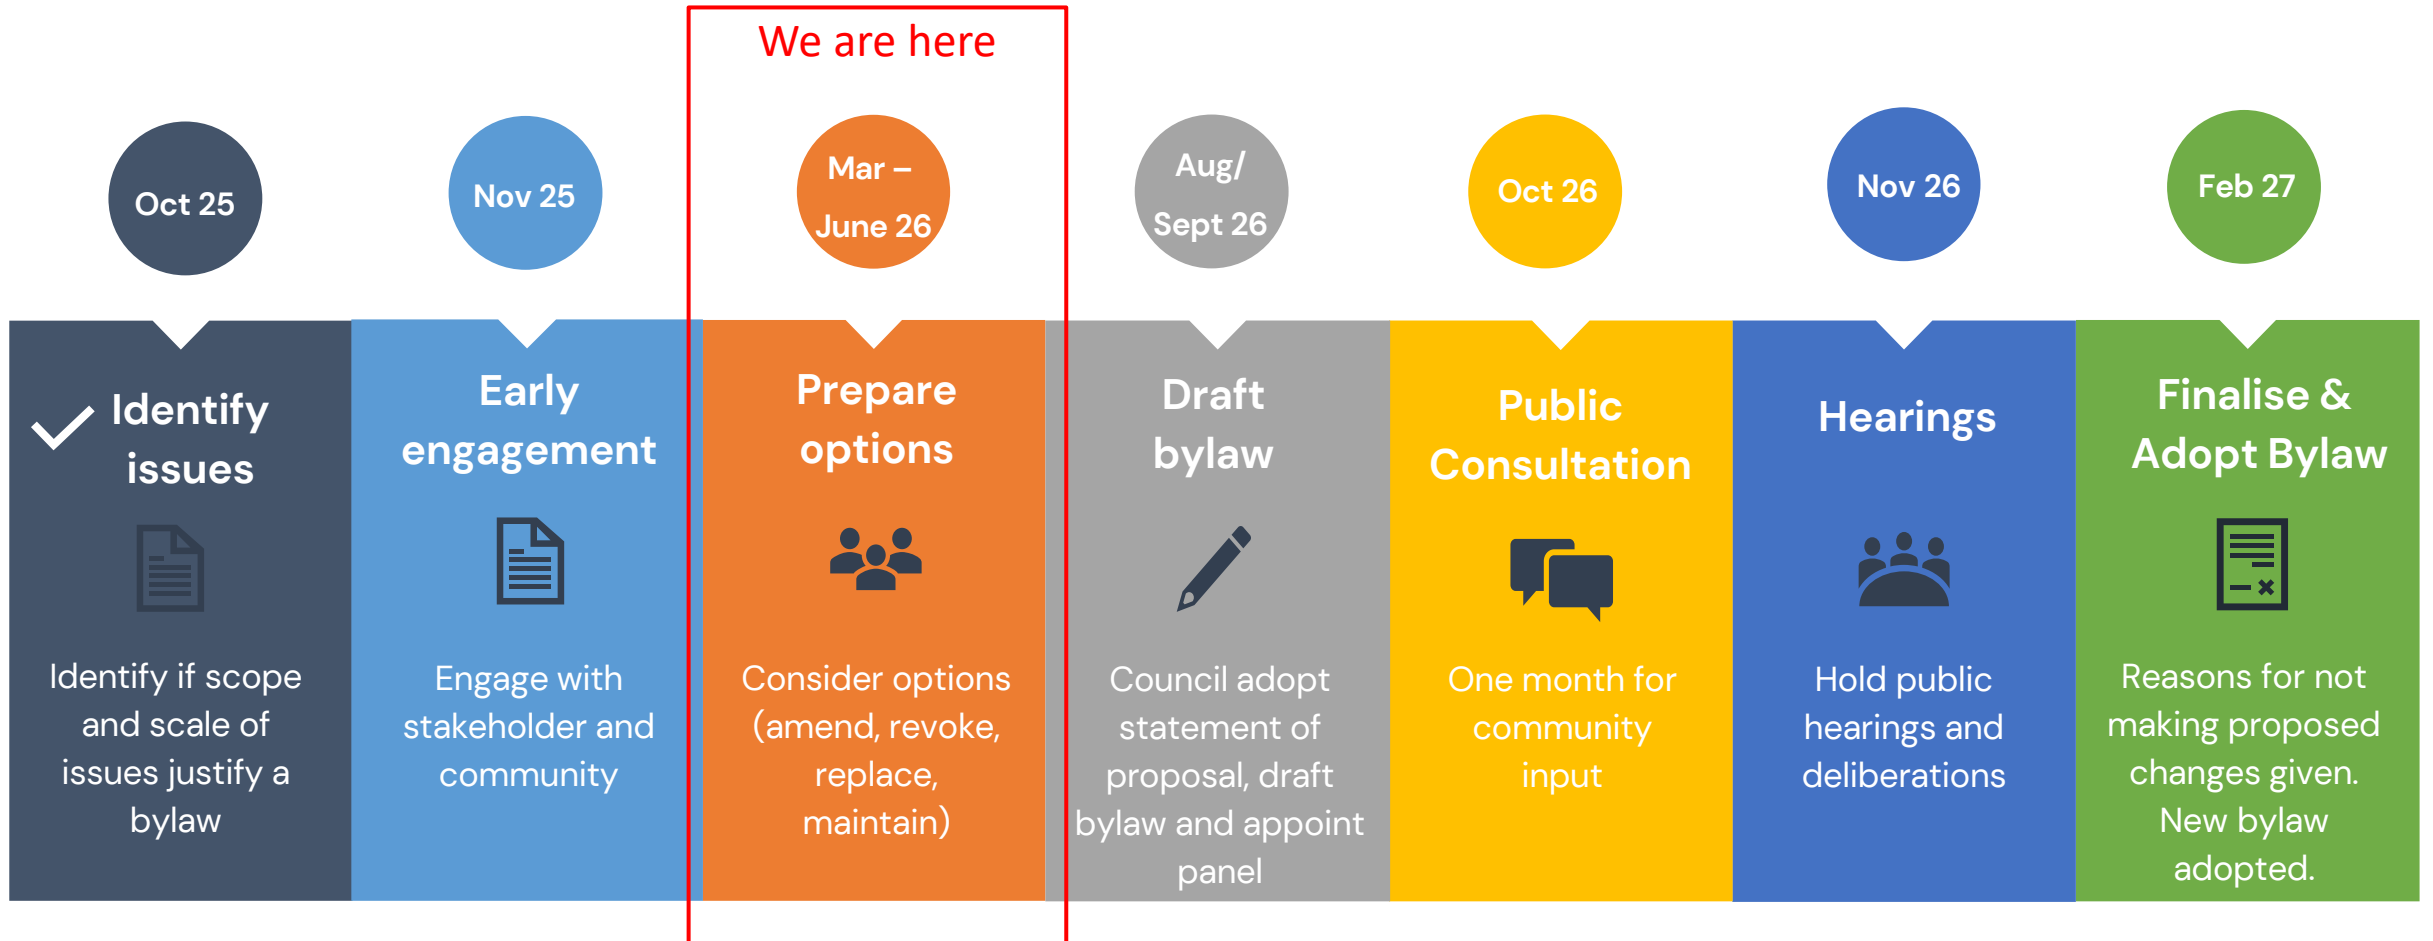 We are here
Oct 25
Nov 25
Mar –
June 26
Aug/
Sept 26
Oct 26
Nov 26
Feb 27
Identify
issues
Identify if scope
and scale of
issues justify a
bylaw
Early
engagement
Engage with
stakeholder and
community
Prepare
options
Consider options
(amend, revoke,
replace,
maintain)
Draft
bylaw
Council adopt
statement of
proposal, draft
bylaw and appoint
panel
Public
Consultation
One month for
community
input
Hearings
Hold public
hearings and
deliberations
Finalise &
Adopt Bylaw
Reasons for not
making proposed
changes given.
New bylaw
adopted.